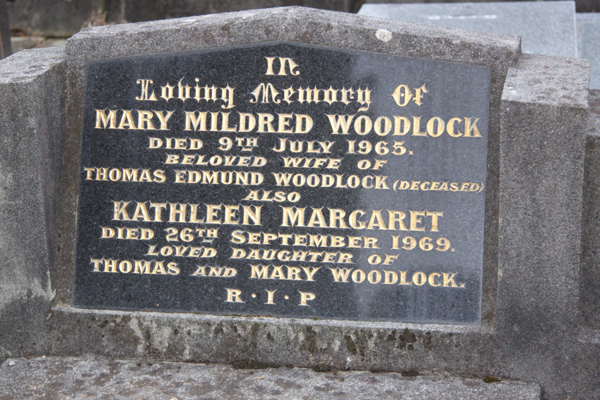 In
Loving Memory Of
MARY MILDRED WOODLOCK
DIED 9TH JULY 1965.
BELOVED WIFE OF
THOMAS EDMUND WOODLOCK (DECEASED)
ALSO
KATHLEEN MARGARET
DIED 26TH SEPTEMBER 1969.
LOVED DAUGHTER OF
THOMAS AND MARY WOODLOCK.
R·I·P